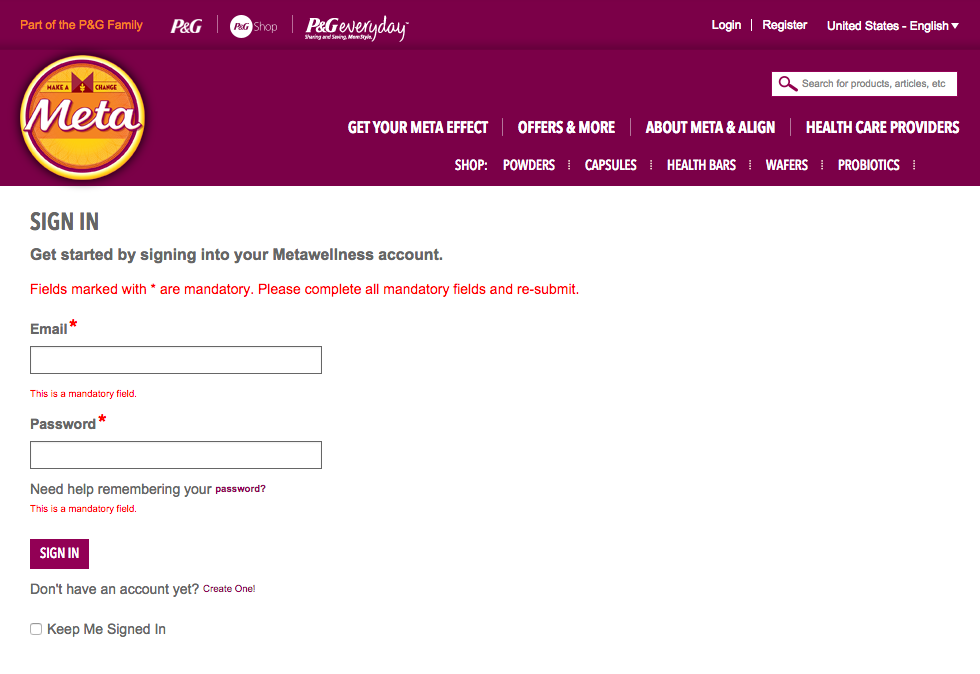 Part of the P&G Family
P&G
P&G Shop
P&G everyday™
Sharing and Saving, Mom Style.
Login
Register
United States - English
MAKE A CHANGE
Meta
Search for products, articles, etc
GET YOUR META EFFECT
OFFERS & MORE
ABOUT META & ALIGN
HEALTH CARE PROVIDERS
SHOP:
POWDERS
CAPSULES
HEALTH BARS
WAFERS
PROBIOTICS
SIGN IN
Get started by signing into your Metawellness account.
Fields marked with * are mandatory. Please complete all mandatory fields and re-submit.
Email*
This is a mandatory field.
Password*
Need help remembering your password?
This is a mandatory field.
SIGN IN
Don't have an account yet? Create One!
Keep Me Signed In